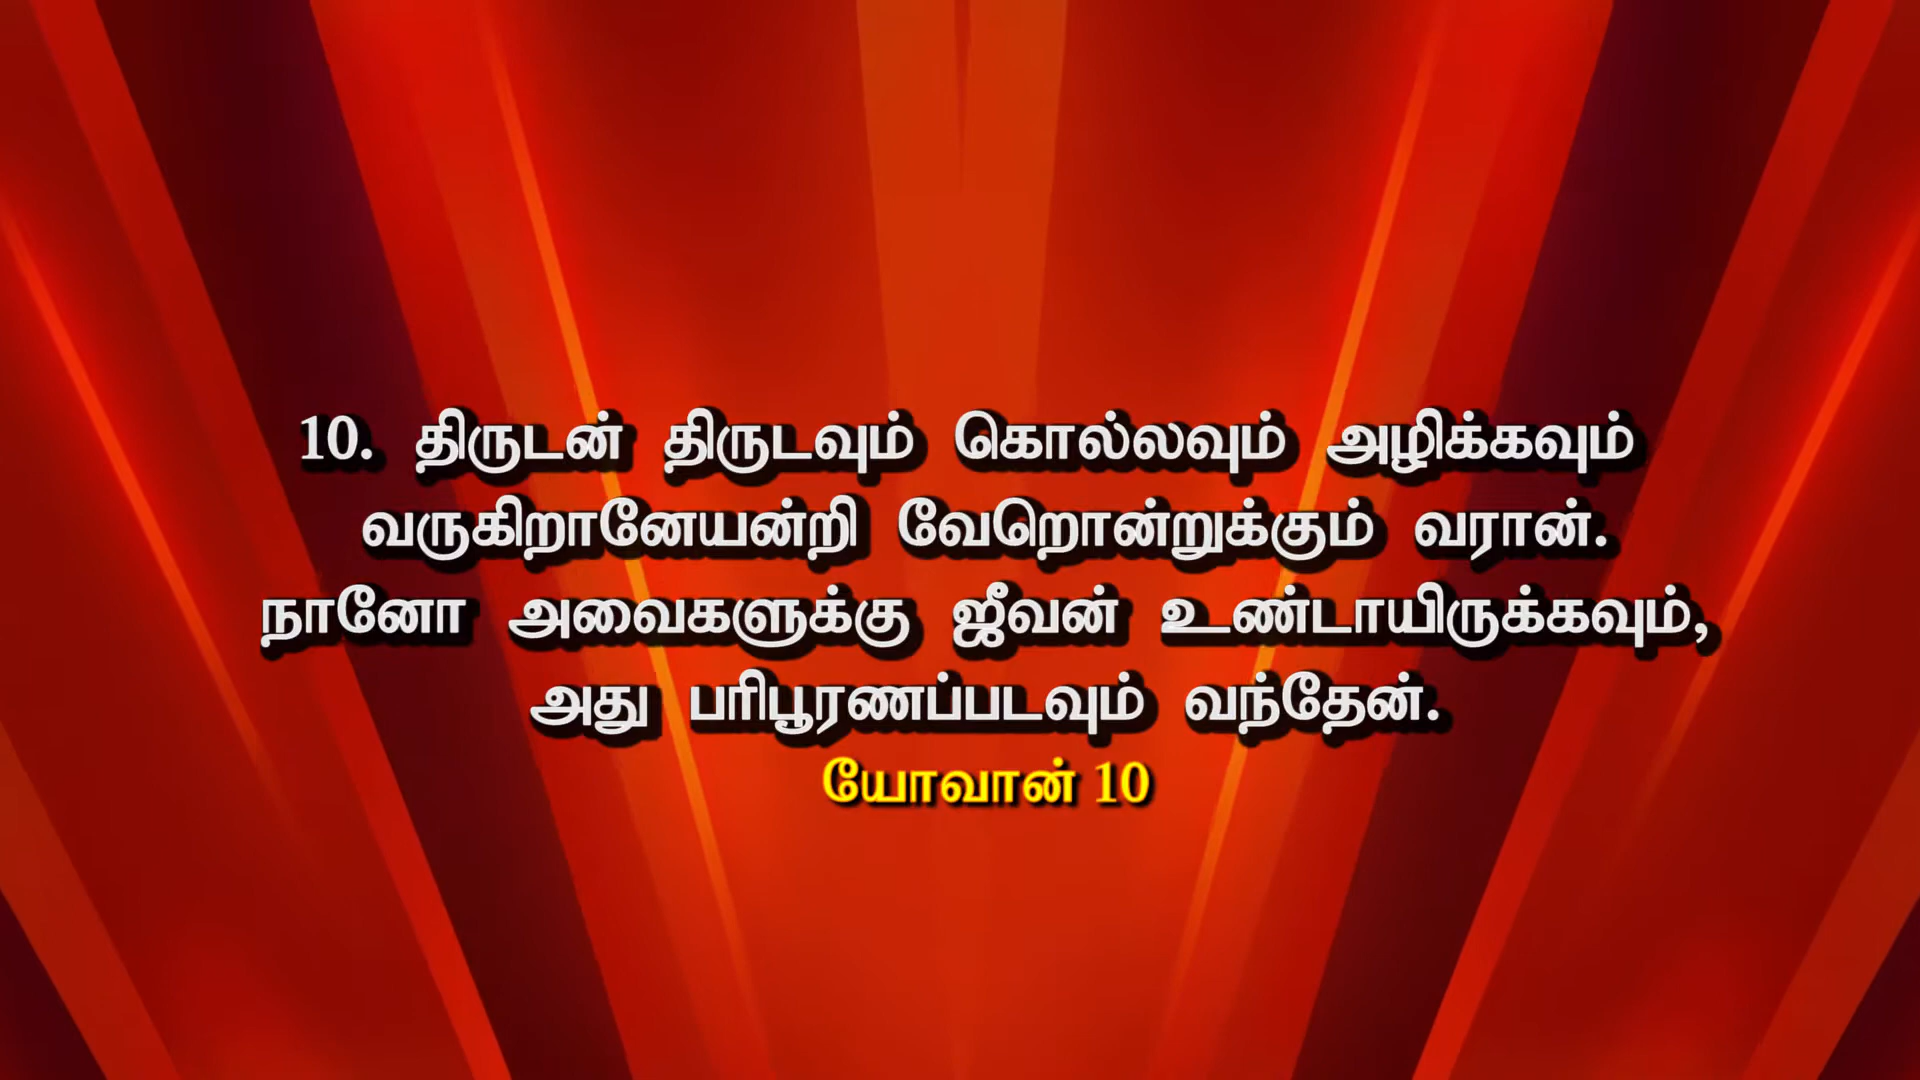 10. திருடன் திருடவும் கொல்லவும் அழிக்கவும்
வருகிறானேயன்றி வேறொன்றுக்கும் வரான்.
நானோ அவைகளுக்கு ஜீவன் உண்டாயிருக்கவும்,
அது பரிபூரணப்படவும் வந்தேன்.
யோவான் 10